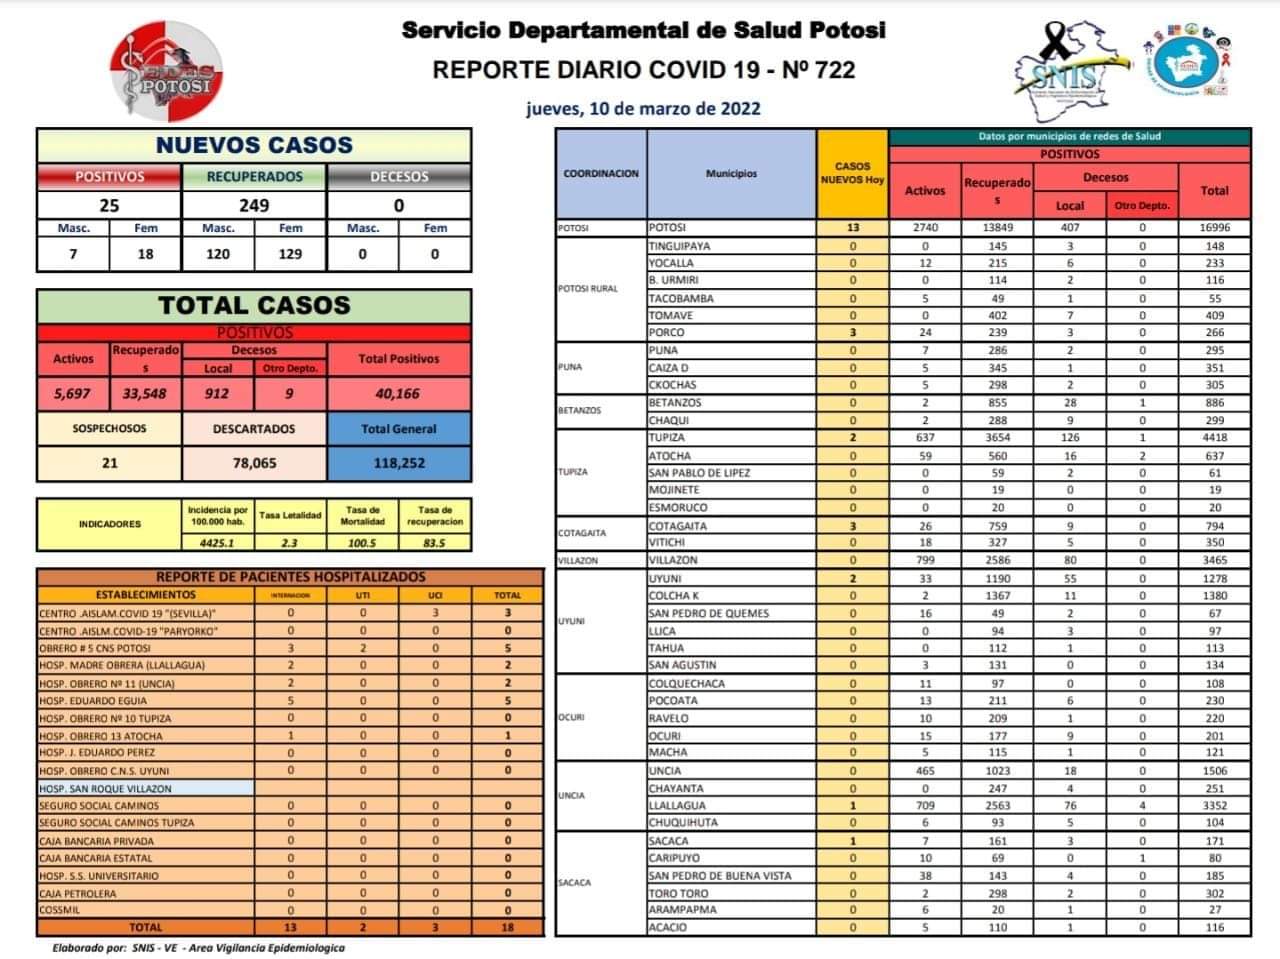 Servicio Departamental de Salud Potosi
REPORTE DIARIO COVID 19 - Nº 722
jueves, 10 de marzo de 2022
SEDES
POTOSI
SNIS
NUEVOS CASOS
POSITIVOS RECUPERADOS DECESOS
25 249 0
Masc. Fem Masc. Fem Masc. Fem
7 18 120 129 0 0
TOTAL CASOS
POSITIVOS
Activos Recuperados Decesos Total Positivos
Local Otro Depto.
5,697 33,548 912 9 40,166
SOSPECHOSOS DESCARTADOS Total General
21 78,065 118,252
INDICADORES Incidencia por 100.000 hab. Tasa Letalidad Tasa de Mortalidad Tasa de recuperacion
4425.1 2.3 100.5 83.5
REPORTE DE PACIENTES HOSPITALIZADOS
ESTABLECIMIENTOS INTERNACION UTI UCI TOTAL
CENTRO .AISLAM.COVID 19 "(SEVILLA)" 0 0 3 3
CENTRO .AISLM.COVID-19 "PARYORKO" 0 0 0 0
OBRERO # 5 CNS POTOSI 3 2 0 5
HOSP. MADRE OBRERA (LLALLAGUA) 2 0 0 2
HOSP. OBRERO Nº 11 (UNCIA) 2 0 0 2
HOSP. EDUARDO EGUIA 5 0 0 5
HOSP. OBRERO Nº 10 TUPIZA 0 0 0 0
HOSP. OBRERO 13 ATOCHA 1 0 0 1
HOSP. J. EDUARDO PEREZ 0 0 0 0
HOSP. OBRERO C.N.S. UYUNI 0 0 0 0
HOSP. SAN ROQUE VILLAZON
SEGURO SOCIAL CAMINOS 0 0 0 0
SEGURO SOCIAL CAMINOS TUPIZA 0 0 0 0
CAJA BANCARIA PRIVADA 0 0 0 0
CAJA BANCARIA ESTATAL 0 0 0 0
HOSP. S.S. UNIVERSITARIO 0 0 0 0
CAJA PETROLERA 0 0 0 0
COSSMIL 0 0 0 0
TOTAL 13 2 3 18
Elaborado por: SNIS - VE - Area Vigilancia Epidemiologica
Datos por municipios de redes de Salud
COORDINACION Municipios CASOS NUEVOS Hoy POSITIVOS
Activos Recuperados Decesos Total
Local Otro Depto.
POTOSI POTOSI 13 2740 13849 407 0 16996
POTOSI RURAL TINGUIPAYA 0 0 145 3 0 148
YOCALLA 0 12 215 6 0 233
B. URMIRI 0 0 114 2 0 116
TACOBAMBA 0 5 49 1 0 55
TOMAVE 0 0 402 7 0 409
PORCO 3 24 239 3 0 266
PUNA PUNA 0 7 286 2 0 295
CAIZA D 0 5 345 1 0 351
CKOCHAS 0 5 298 2 0 305
BETANZOS BETANZOS 0 2 855 28 1 886
CHAQUI 0 2 288 9 0 299
TUPIZA TUPIZA 2 637 3654 126 1 4418
ATOCHA 0 59 560 16 2 637
SAN PABLO DE LIPEZ 0 0 59 2 0 61
MOJINETE 0 0 19 0 0 19
ESMORUCO 0 0 20 0 0 20
COTAGAITA COTAGAITA 3 26 759 9 0 794
VITICHI 0 18 327 5 0 350
VILLAZON VILLAZON 0 799 2586 80 0 3465
UYUNI UYUNI 2 33 1190 55 0 1278
COLCHA K 0 2 1367 11 0 1380
SAN PEDRO DE QUEMES 0 16 49 2 0 67
LLICA 0 0 94 3 0 97
TAHUA 0 0 112 1 0 113
SAN AGUSTIN 0 3 131 0 0 134
OCURI COLQUECHACA 0 11 97 0 0 108
POCOATA 0 13 211 6 0 230
RAVELO 0 10 209 1 0 220
OCURI 0 15 177 9 0 201
MACHA 0 5 115 1 0 121
UNCIA UNCIA 0 465 1023 18 0 1506
CHAYANTA 0 0 247 4 0 251
LLALLAGUA 1 709 2563 76 4 3352
CHUQUIHUTA 0 6 93 5 0 104
SACACA SACACA 1 7 161 3 0 171
CARIPUYO 0 10 69 0 1 80
SAN PEDRO DE BUENA VISTA 0 38 143 4 0 185
TORO TORO 0 2 298 2 0 302
ARAMPAPMA 0 6 20 1 0 27
ACACIO 0 5 110 1 0 116